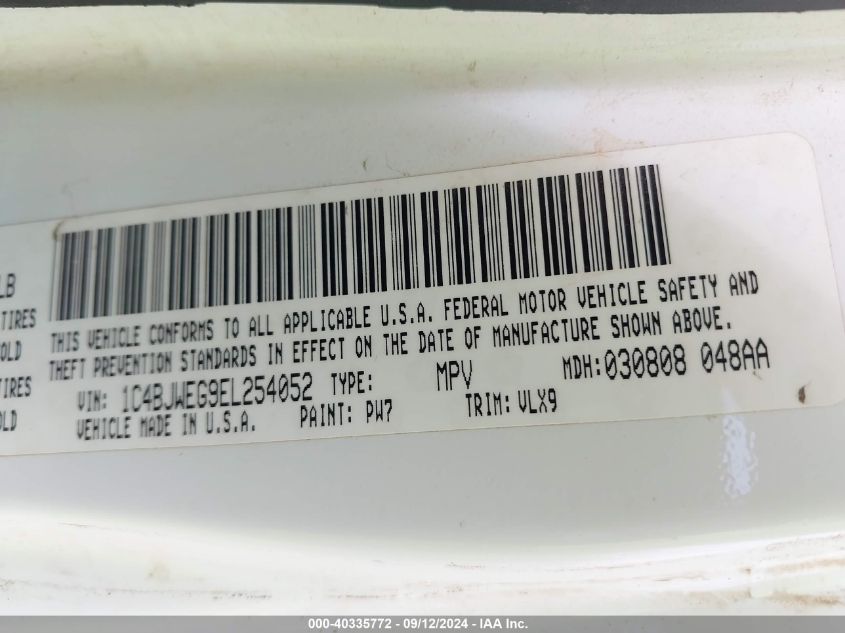 LB
TIRES
OLD
TIRES
OLD
THIS VEHICLE CONFORMS TO ALL APPLICABLE U.S.A. FEDERAL MOTOR VEHICLE SAFETY AND
THEFT PREVENTION STANDARDS IN EFFECT ON THE DATE OF MANUFACTURE SHOWN ABOVE.
VIN: 1C4BJWEG9EL254052 TYPE: MPV MDH:030808 048AA
VEHICLE MADE IN U.S.A. PAINT: PW7 TRIM: VLX9
000-40335772 - 09/12/2024 - IAA Inc.